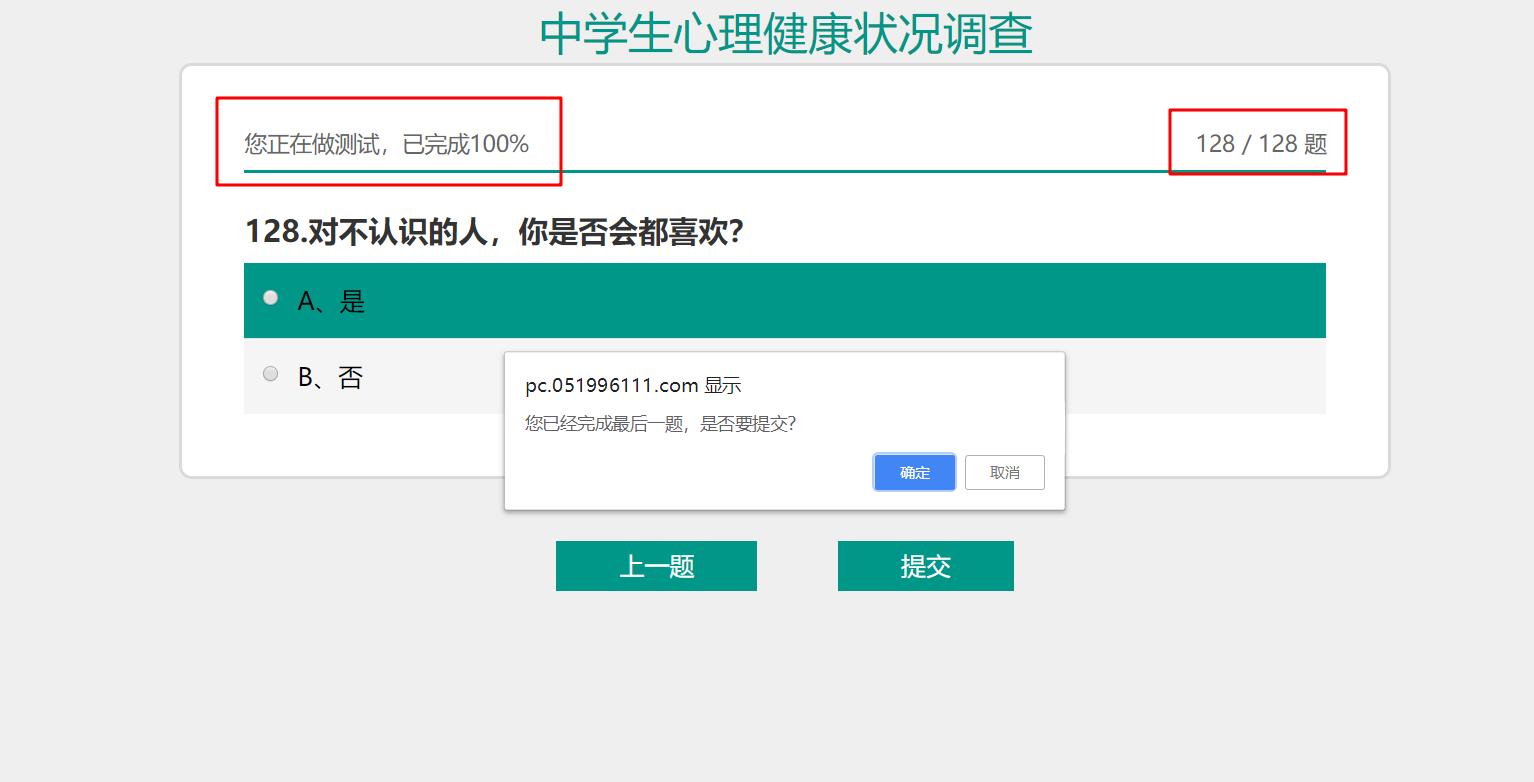 中学生心理健康状况调查
您正在做测试，已完成100%
128 / 128 题
128.对不认识的人，你是否会都喜欢?
A、是
B、否
pc.051996111.com 显示
您已经完成最后一题，是否要提交?
确定
取消
上一题
提交